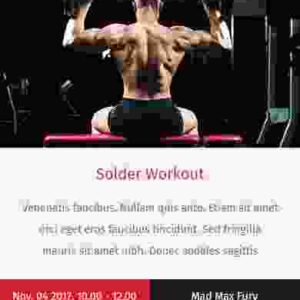 Solder Workout
venenatis faucibus. Nullam quis ante. Etiam sit amet
orci eget eros faucibus tincidunt. Sed fringilla
mauris sit amet nibh. Donec sodales sagittis
Nov. 04 2017, 10.00 - 12.00
Mad Max Fury